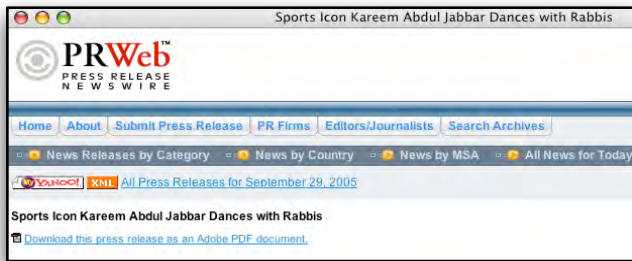 Sports Icon Kareem Abdul Jabbar Dances with Rabbis
PRWeb™
PRESS RELEASE
NEWSWIRE
Home About Submit Press Release PR Firms Editors/Journalists Search Archives
News Releases by Category News by Country News by MSA All News for Today
My YAHOO! XML All Press Releases for September 29, 2005
Sports Icon Kareem Abdul Jabbar Dances with Rabbis
Download this press release as an Adobe PDF document.